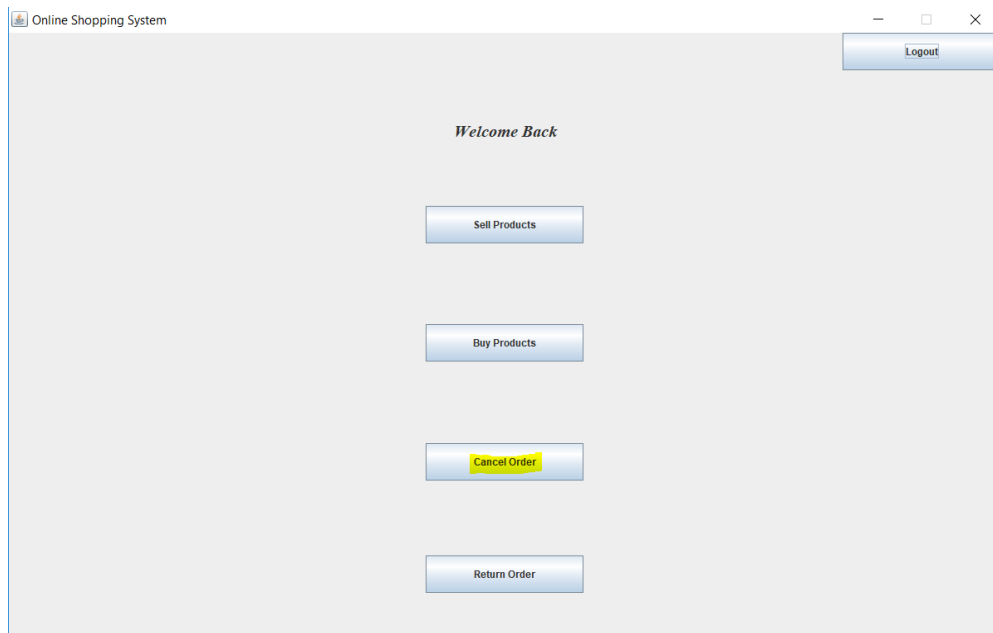 Online Shopping System
Logout
Welcome Back
Sell Products
Buy Products
Cancel Order
Return Order